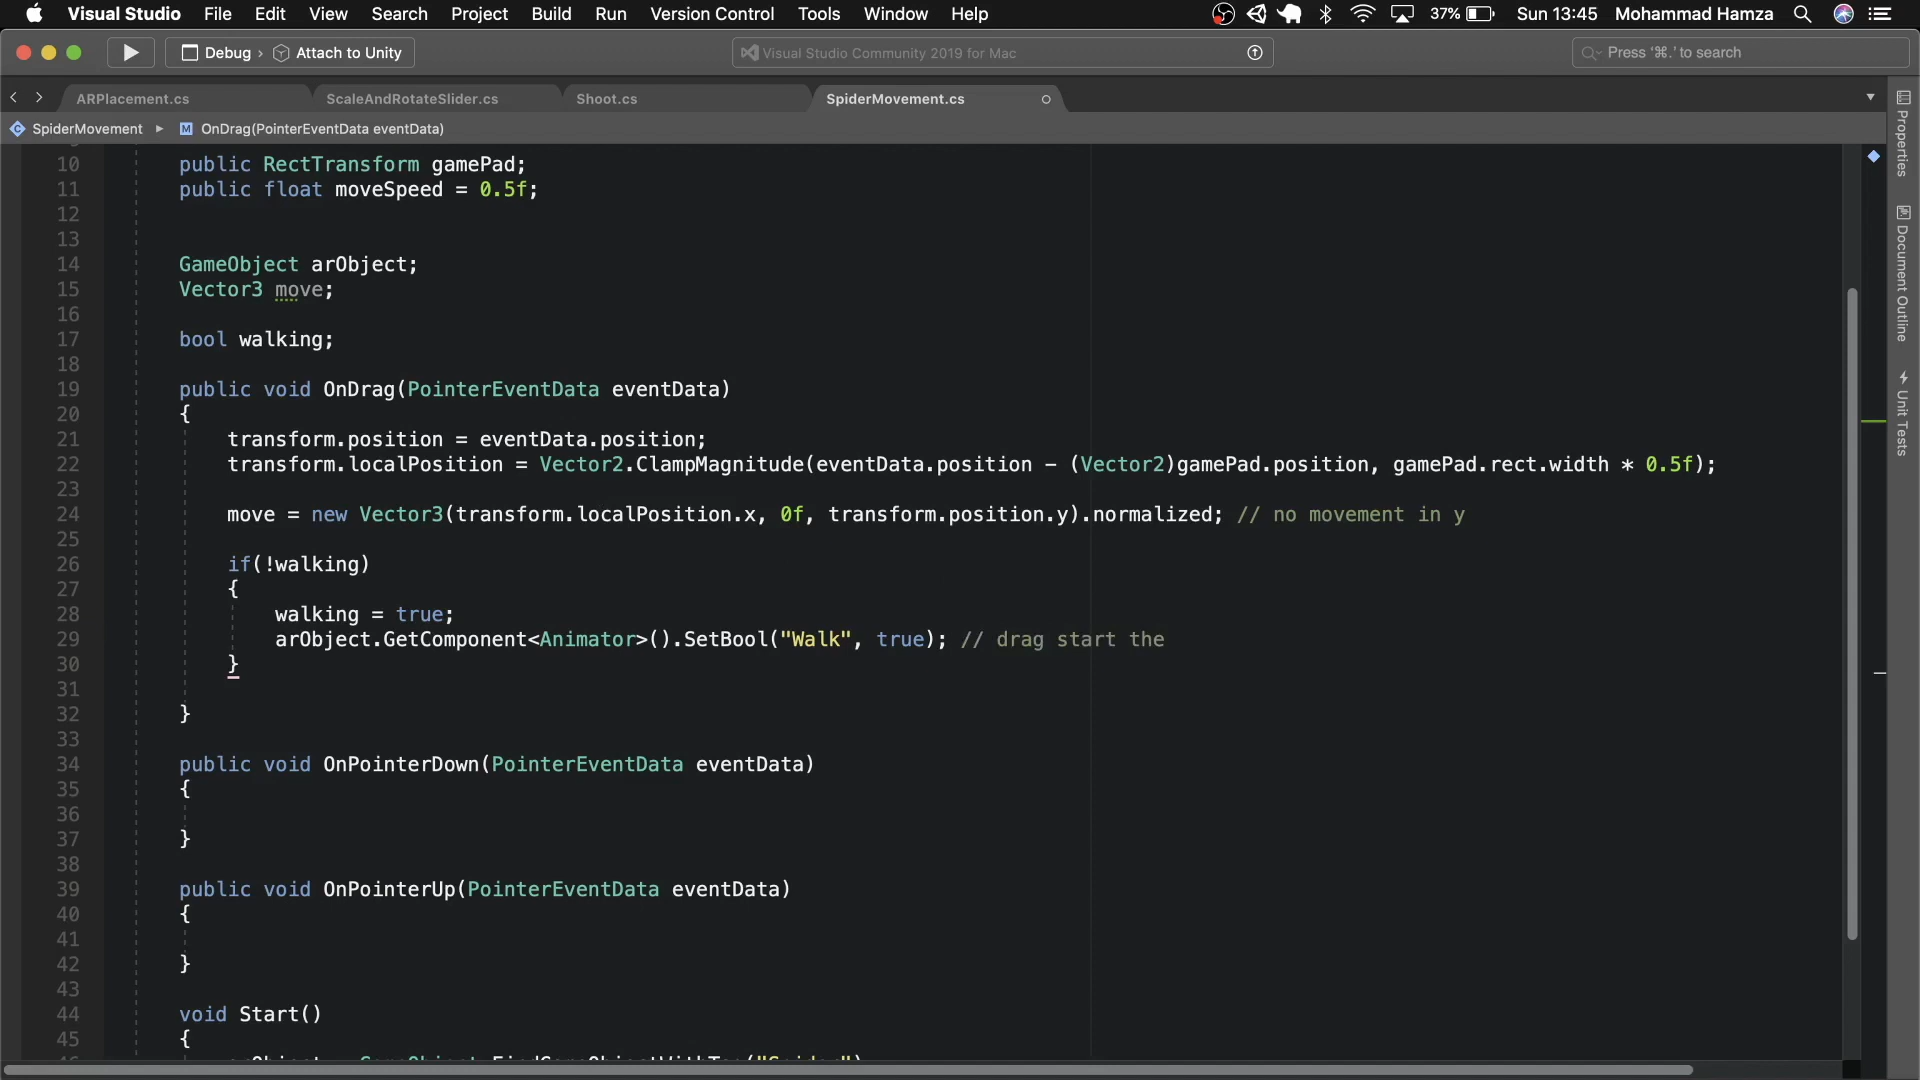 Visual Studio File Edit View Search Project Build Run Version Control Tools Window Help 37% Sun 13:45 Mohammad Hamza
Debug › Attach to Unity Visual Studio Community 2019 for Mac Press '⌘.' to search
ARPlacement.cs ScaleAndRotateSlider.cs Shoot.cs SpiderMovement.cs
SpiderMovement ▸ M OnDrag(PointerEventData eventData)
10 public RectTransform gamePad;
11 public float moveSpeed = 0.5f;
12
13
14 GameObject arObject;
15 Vector3 move;
16
17 bool walking;
18
19 public void OnDrag(PointerEventData eventData)
20 {
21 transform.position = eventData.position;
22 transform.localPosition = Vector2.ClampMagnitude(eventData.position - (Vector2)gamePad.position, gamePad.rect.width * 0.5f);
23
24 move = new Vector3(transform.localPosition.x, 0f, transform.position.y).normalized; // no movement in y
25
26 if(!walking)
27 {
28 walking = true;
29 arObject.GetComponent<Animator>().SetBool("Walk", true); // drag start the
30 }
31
32 }
33
34 public void OnPointerDown(PointerEventData eventData)
35 {
36
37 }
38
39 public void OnPointerUp(PointerEventData eventData)
40 {
41
42 }
43
44 void Start()
45 {
Properties
Document Outline
Unit Tests